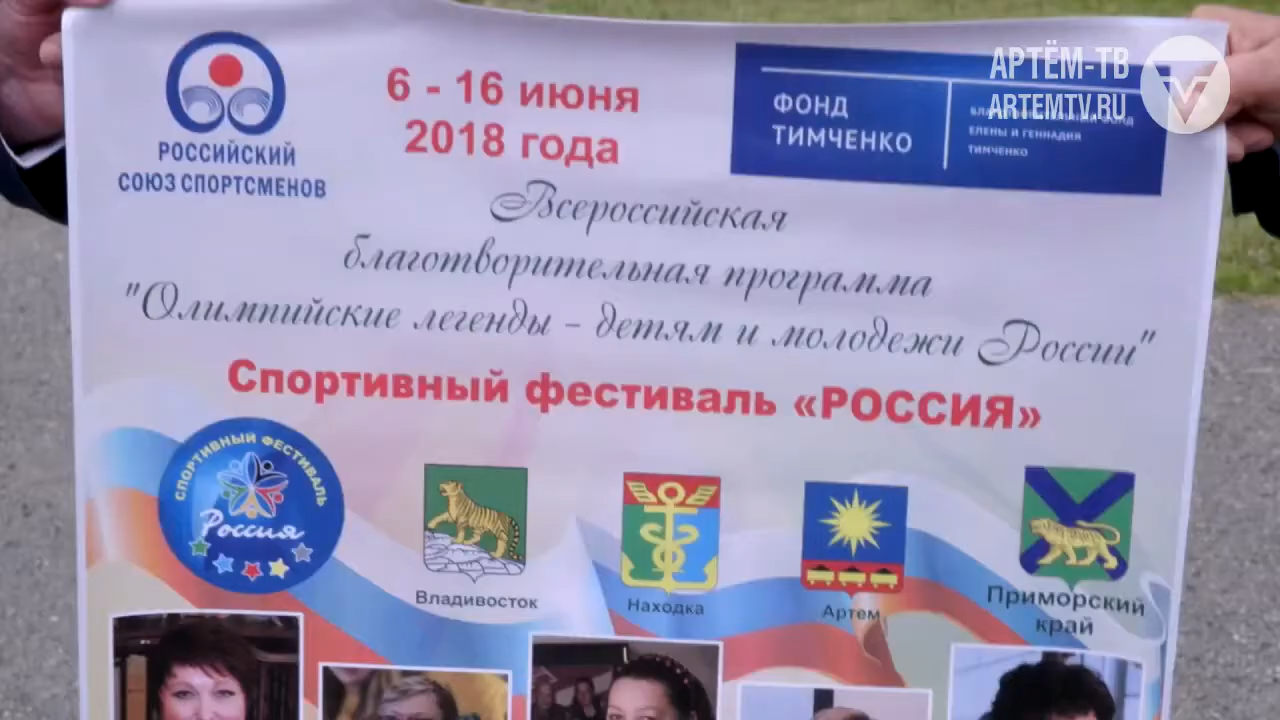 АРТЁМ-ТВ
ARTEMTV.RU
РОССИЙСКИЙ
СОЮЗ СПОРТСМЕНОВ
6 - 16 июня
2018 года
ФОНД
ТИМЧЕНКО
ЕЛЕНЫ И ГЕННАДИЯ
ТИМЧЕНКО
Всероссийская
благотворительная программа
"Олимпийские легенды - детям и молодежи России"
Спортивный фестиваль «РОССИЯ»
СПОРТИВНЫЙ ФЕСТИВАЛЬ
Россия
Владивосток
Находка
Артем
Приморский
край